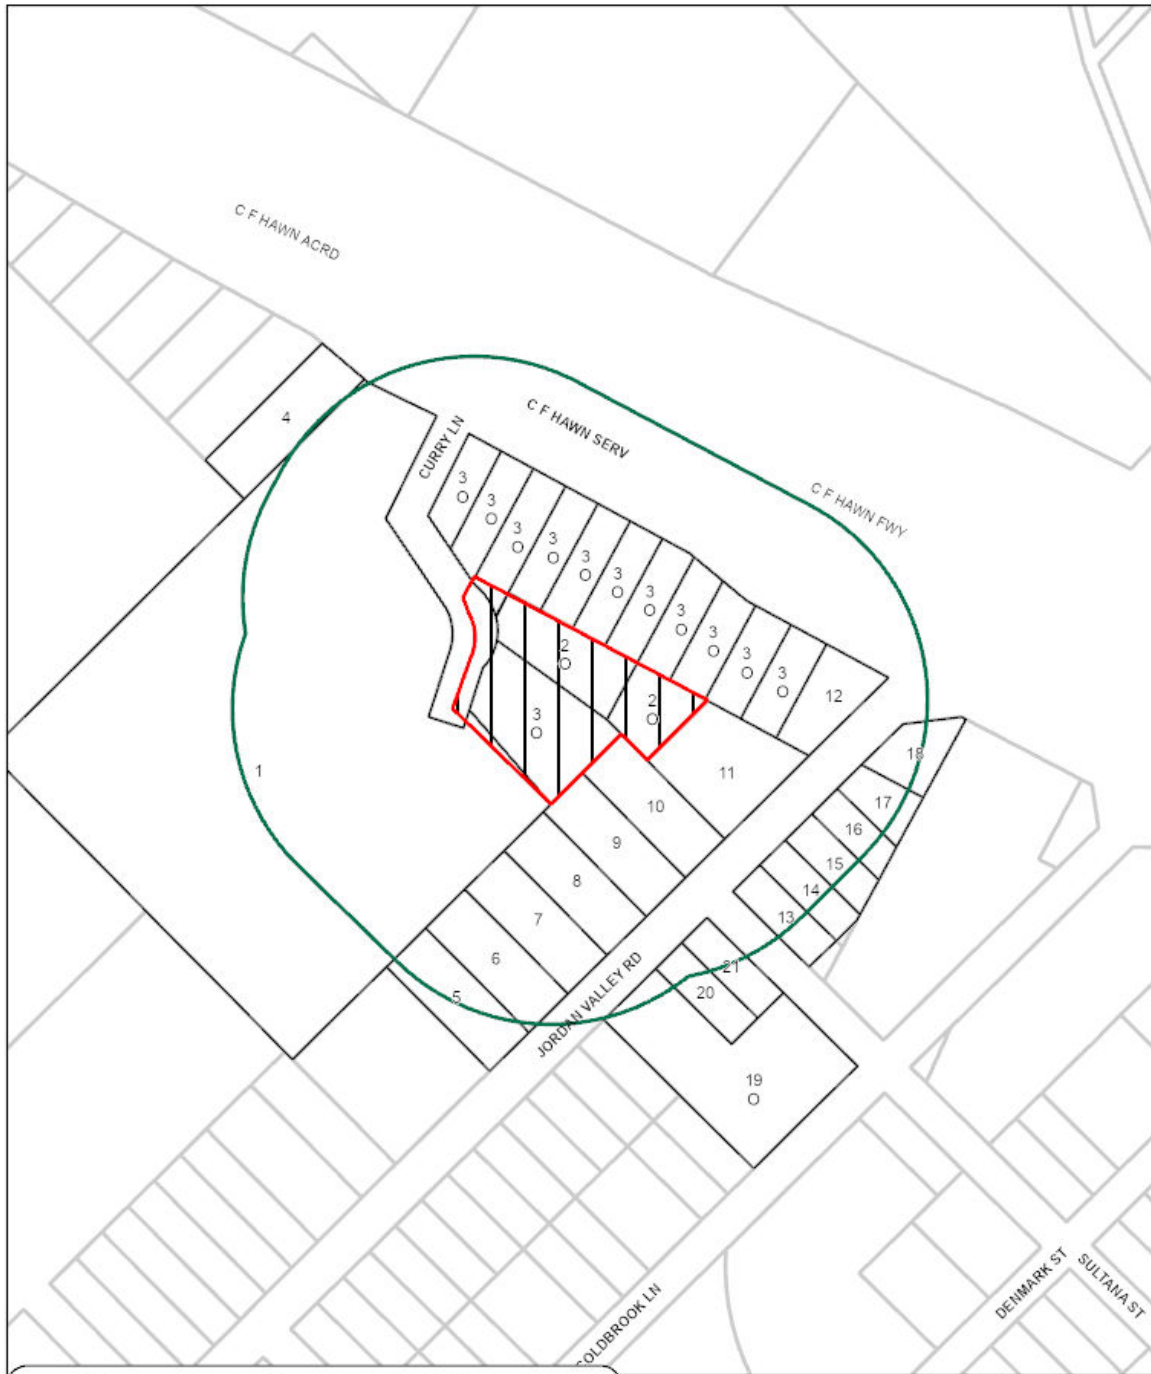 C F HAWN ACRD
4
C F HAWN SERV
CURRY LN
C F HAWN FWY
3
O
3
O
3
O
3
O
3
O
3
O
3
O
3
O
3
O
3
O
3
O
12
2
O
2
O
3
O
1
11
10
9
8
7
6
5
18
17
16
15
14
13
21
20
JORDAN VALLEY RD
19
O
DENMARK ST
SULTANA ST
GOLDBROOK LN